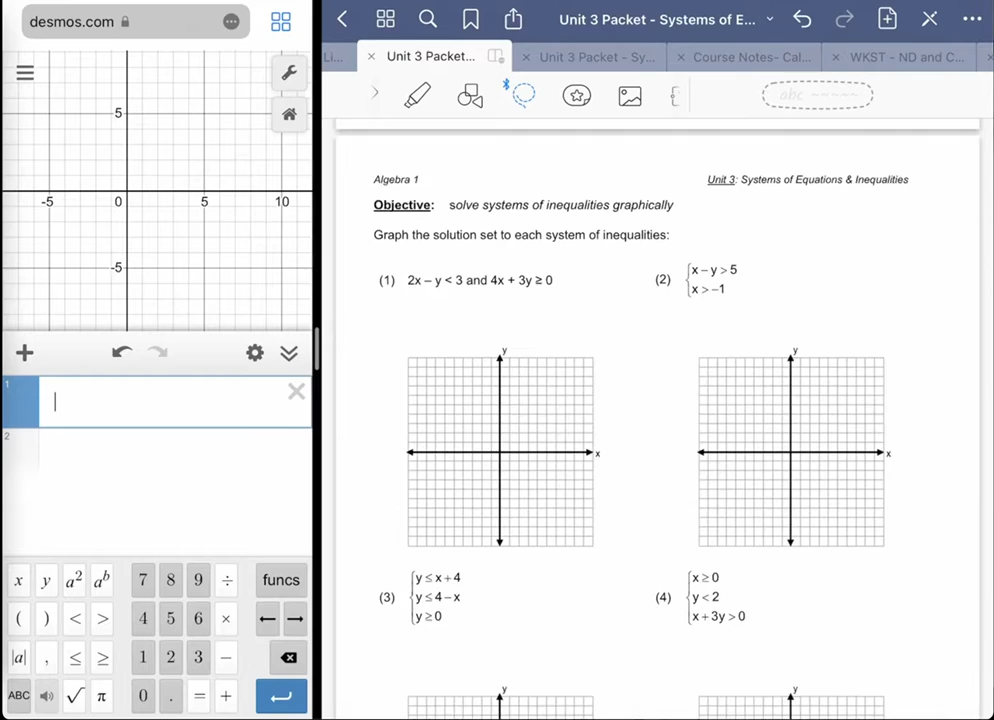 desmos.com
Unit 3 Packet - Systems of E...
Li...
Unit 3 Packet...
Unit 3 Packet - Sy...
Course Notes- Cal...
WKST - ND and C...
abc
5
-5
0
5
10
-5
Algebra 1
Unit 3: Systems of Equations & Inequalities
Objective: solve systems of inequalities graphically
Graph the solution set to each system of inequalities:
(1) 2x – y < 3 and 4x + 3y ≥ 0
(2) x – y > 5
x > –1
y
x
y
x
(3) y ≤ x + 4
y ≤ 4 – x
y ≥ 0
(4) x ≥ 0
y < 2
x + 3y > 0
y
y
1
2
x y a² aᵇ 7 8 9 ÷ funcs
( ) < > 4 5 6 × ← →
|a| , ≤ ≥ 1 2 3 −
ABC √ π 0 . = +